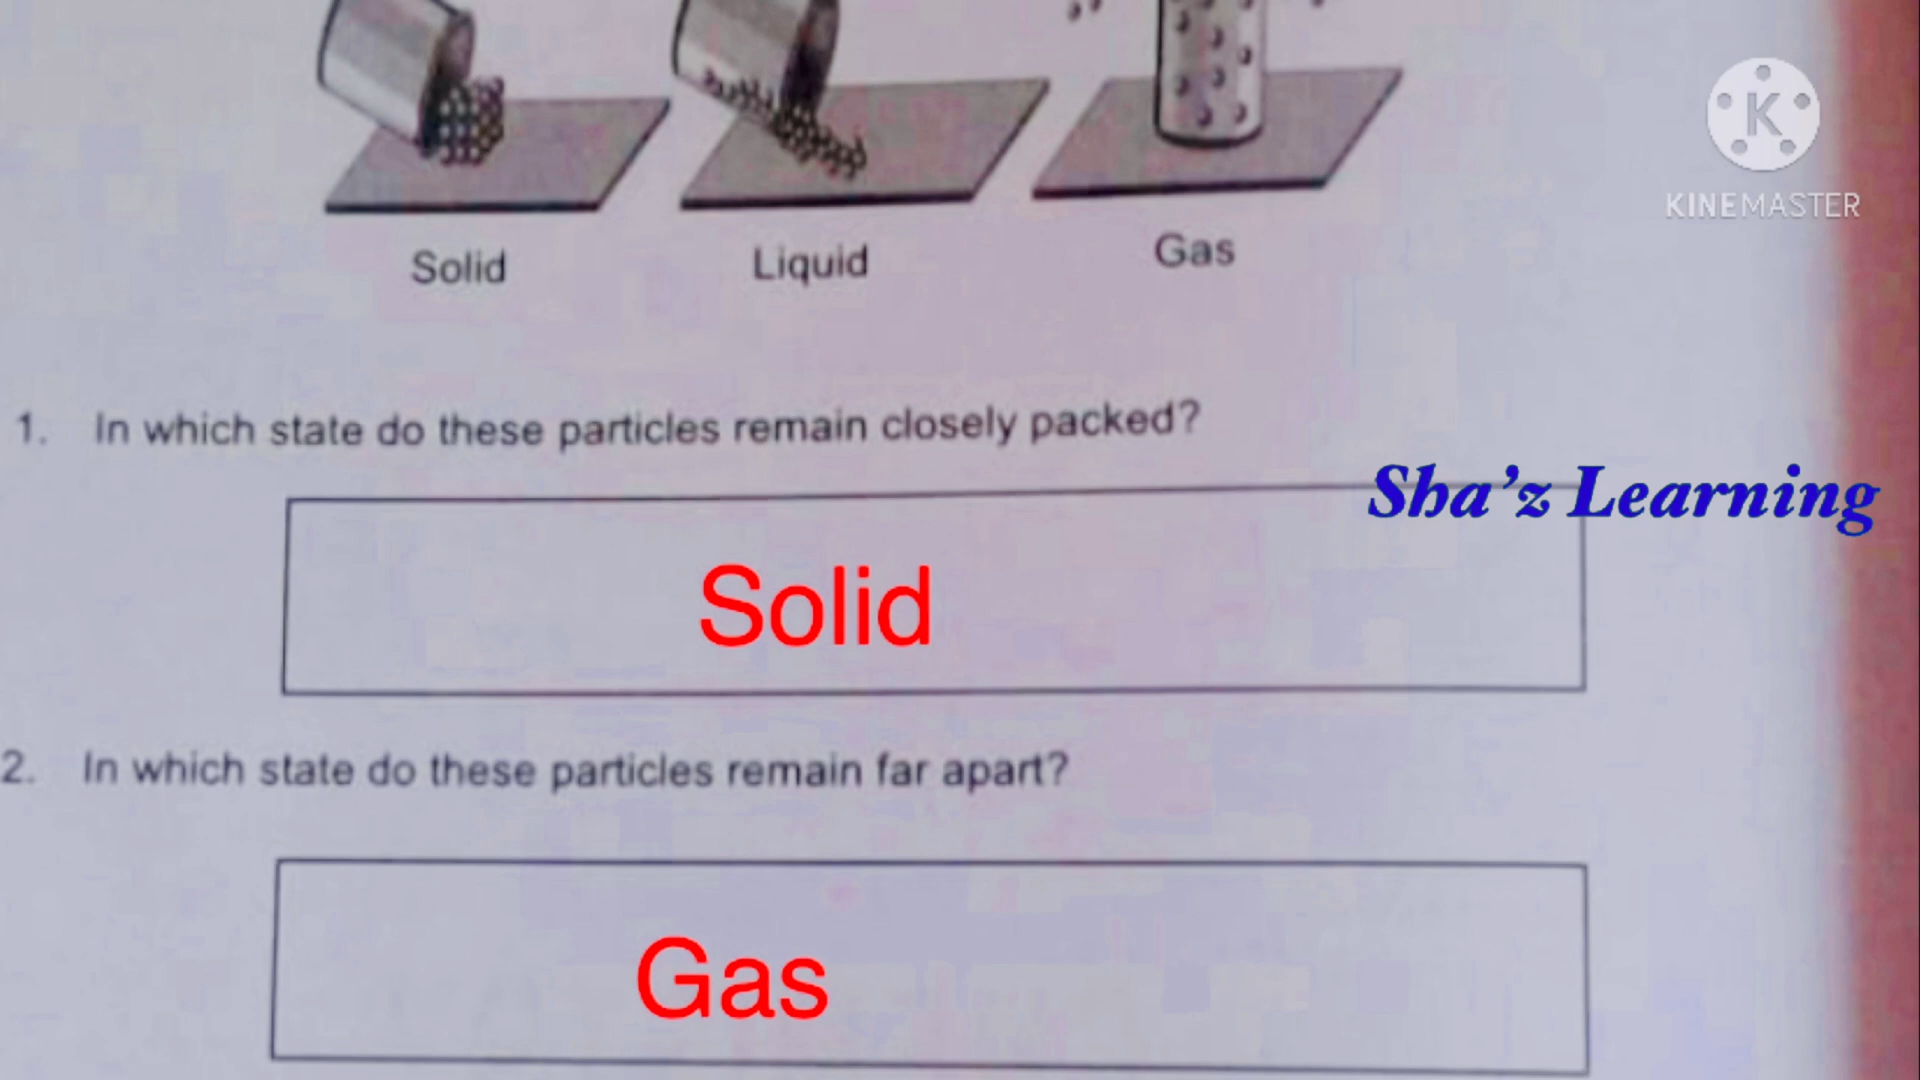 KINEMASTER
Solid Liquid Gas
1. In which state do these particles remain closely packed?
Sha'z Learning
Solid
2. In which state do these particles remain far apart?
Gas